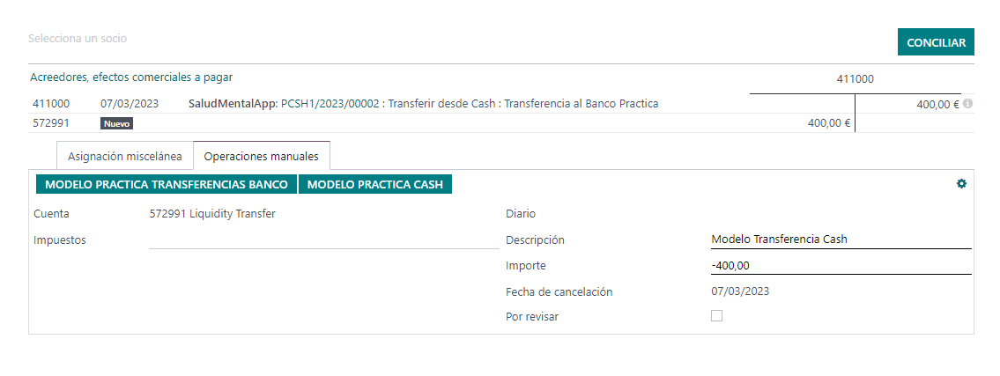 Selecciona un socio
CONCILIAR
Acreedores, efectos comerciales a pagar 411000
411000 07/03/2023 SaludMentalApp: PCSH1/2023/00002 : Transferir desde Cash : Transferencia al Banco Practica 400,00 €
572991 Nuevo 400,00 €
Asignación miscelánea Operaciones manuales
MODELO PRACTICA TRANSFERENCIAS BANCO MODELO PRACTICA CASH
Cuenta 572991 Liquidity Transfer Diario
Impuestos Descripción Modelo Transferencia Cash
Importe -400,00
Fecha de cancelación 07/03/2023
Por revisar